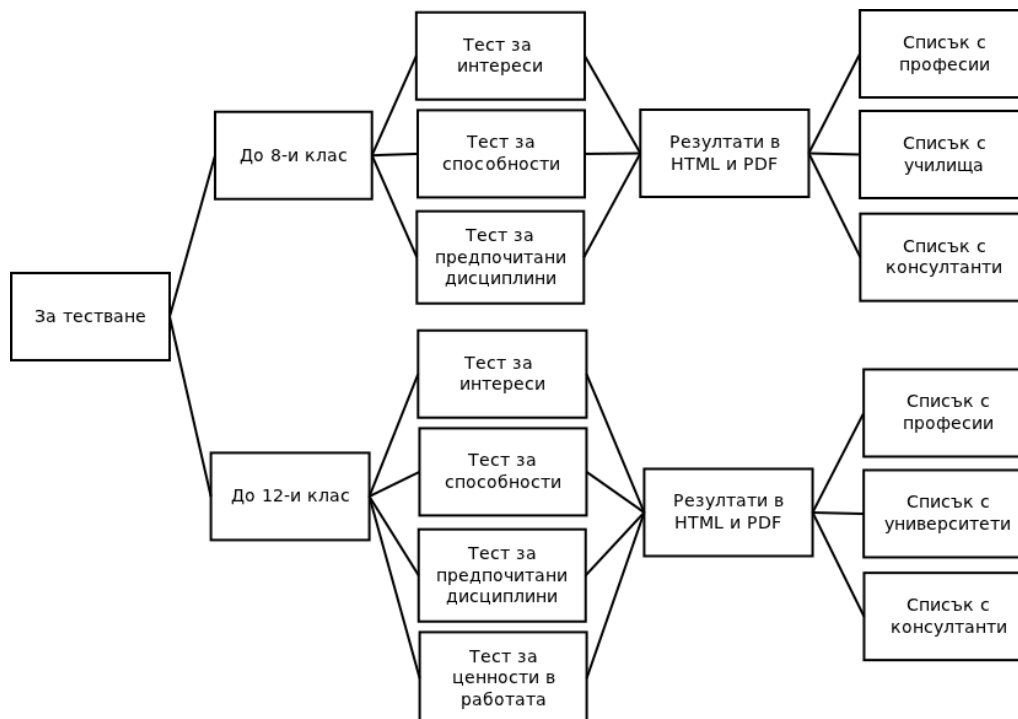 За тестване
До 8-и клас
Тест за
интереси
Тест за
способности
Тест за
предпочитани
дисциплини
Резултати в
HTML и PDF
Списък с
професии
Списък с
училища
Списък с
консултанти
До 12-и клас
Тест за
интереси
Тест за
способности
Тест за
предпочитани
дисциплини
Тест за
ценности в
работата
Резултати в
HTML и PDF
Списък с
професии
Списък с
университети
Списък с
консултанти